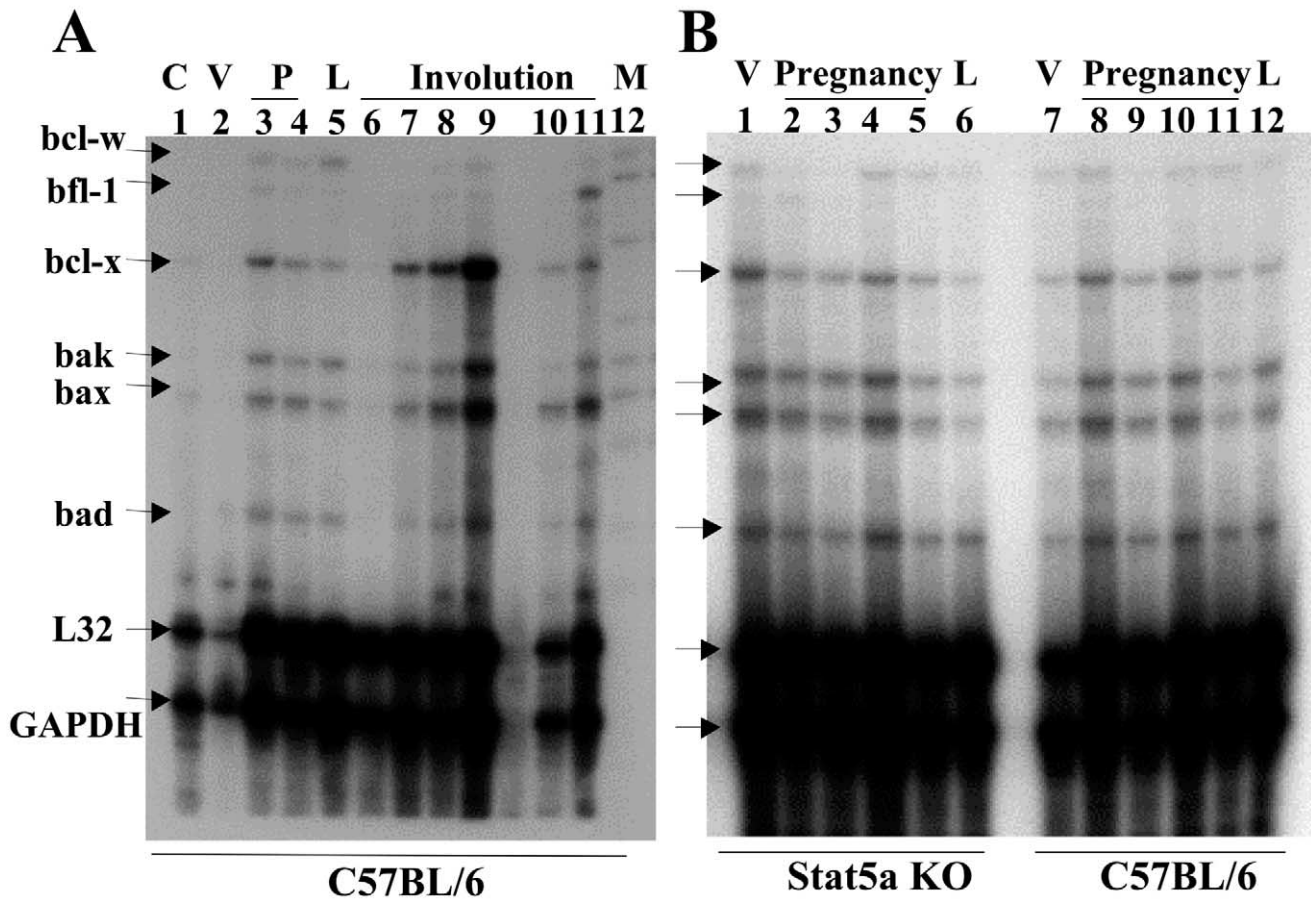 A
C V P L Involution M
1 2 3 4 5 6 7 8 9 10 11 12
bcl-w
bfl-1
bcl-x
bak
bax
bad
L32
GAPDH
C57BL/6
B
V Pregnancy L V Pregnancy L
1 2 3 4 5 6 7 8 9 10 11 12
Stat5a KO C57BL/6